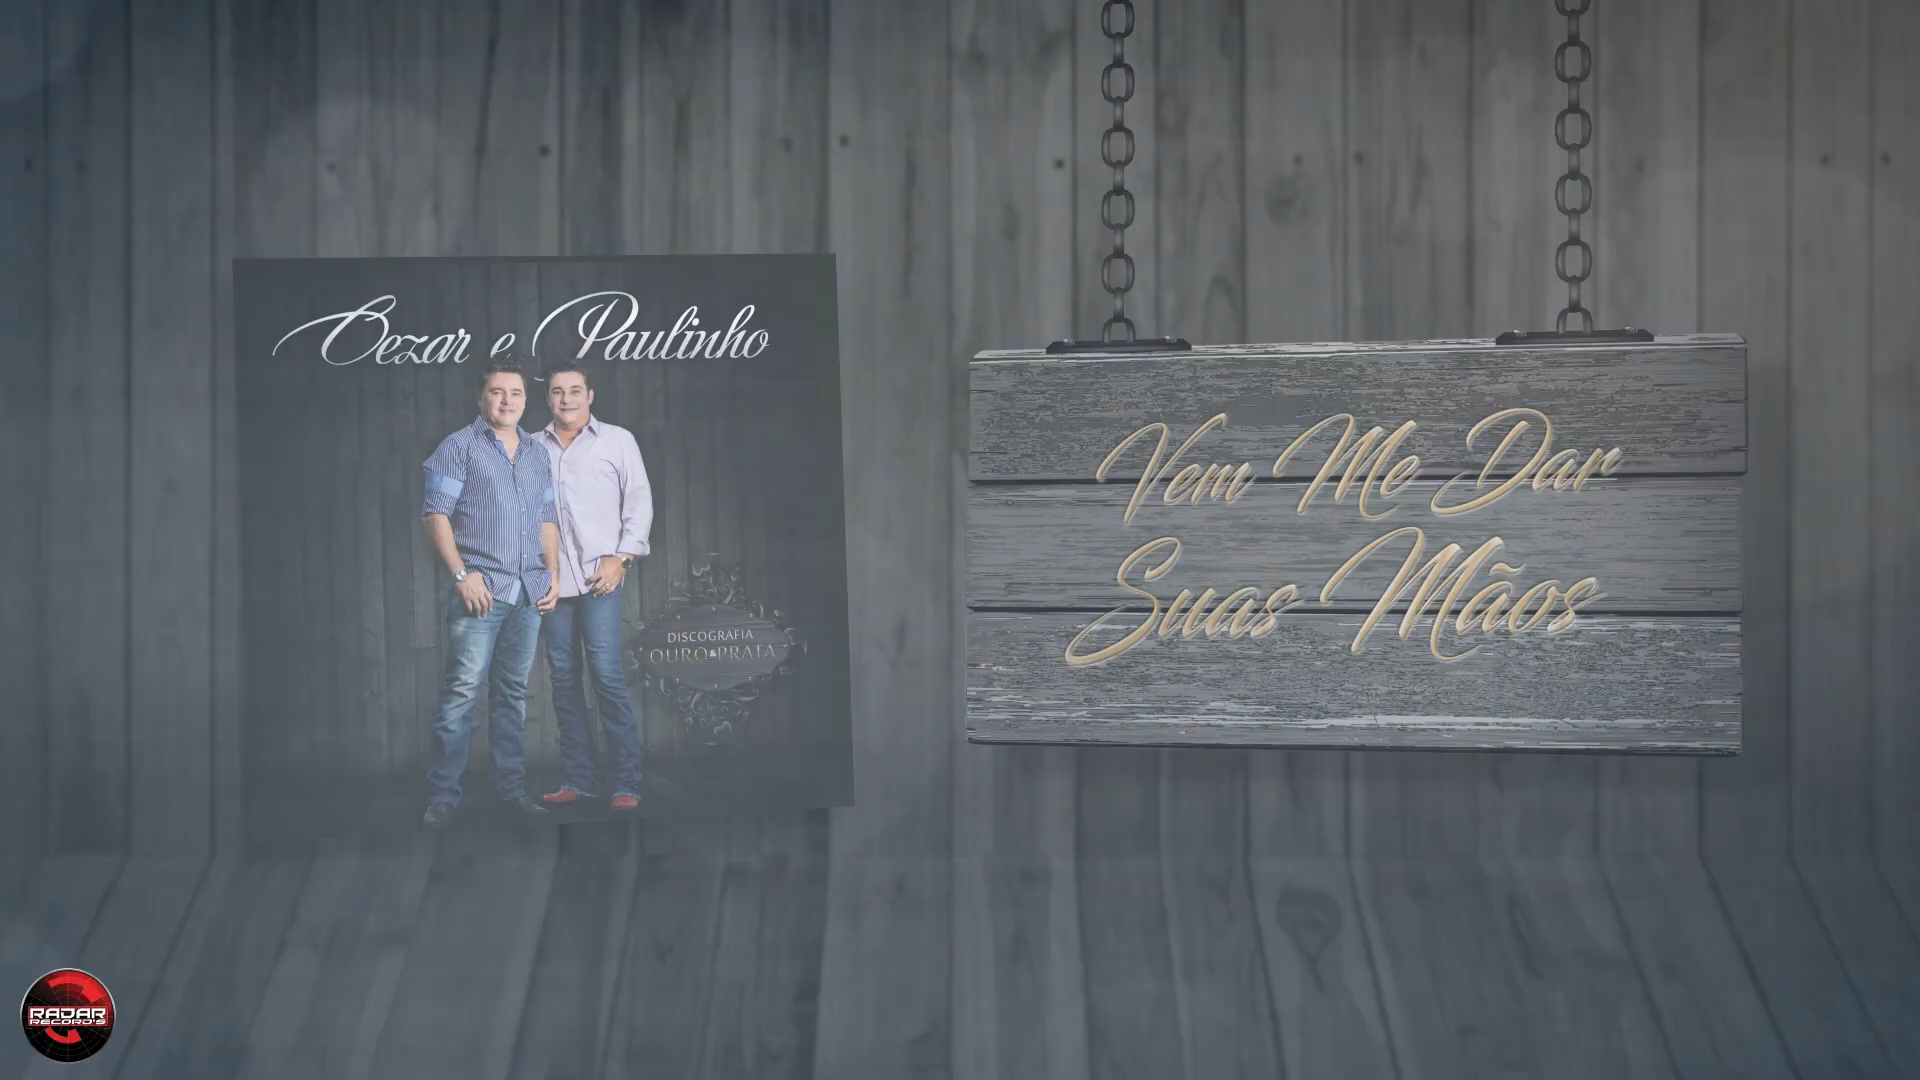 Cezar e Paulinho
DISCOGRAFIA
OURO & PRATA
Vem Me Dar
Suas Mãos
RADAR
RECORD'S